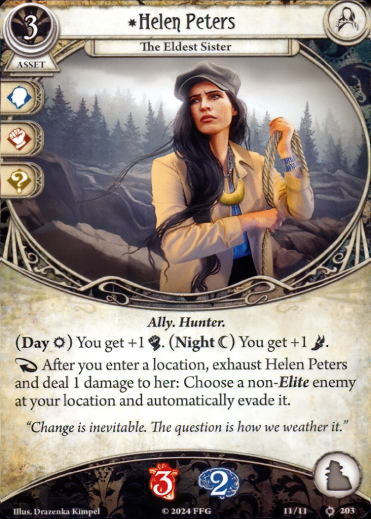 3
*Helen Peters
The Eldest Sister
ASSET
?
Ally. Hunter.
(Day ) You get +1 . (Night ) You get +1 .
After you enter a location, exhaust Helen Peters
and deal 1 damage to her: Choose a non-Elite enemy
at your location and automatically evade it.
“Change is inevitable. The question is how we weather it.”
3 2
Illus. Drazenka Kimpel © 2024 FFG 11/11 203